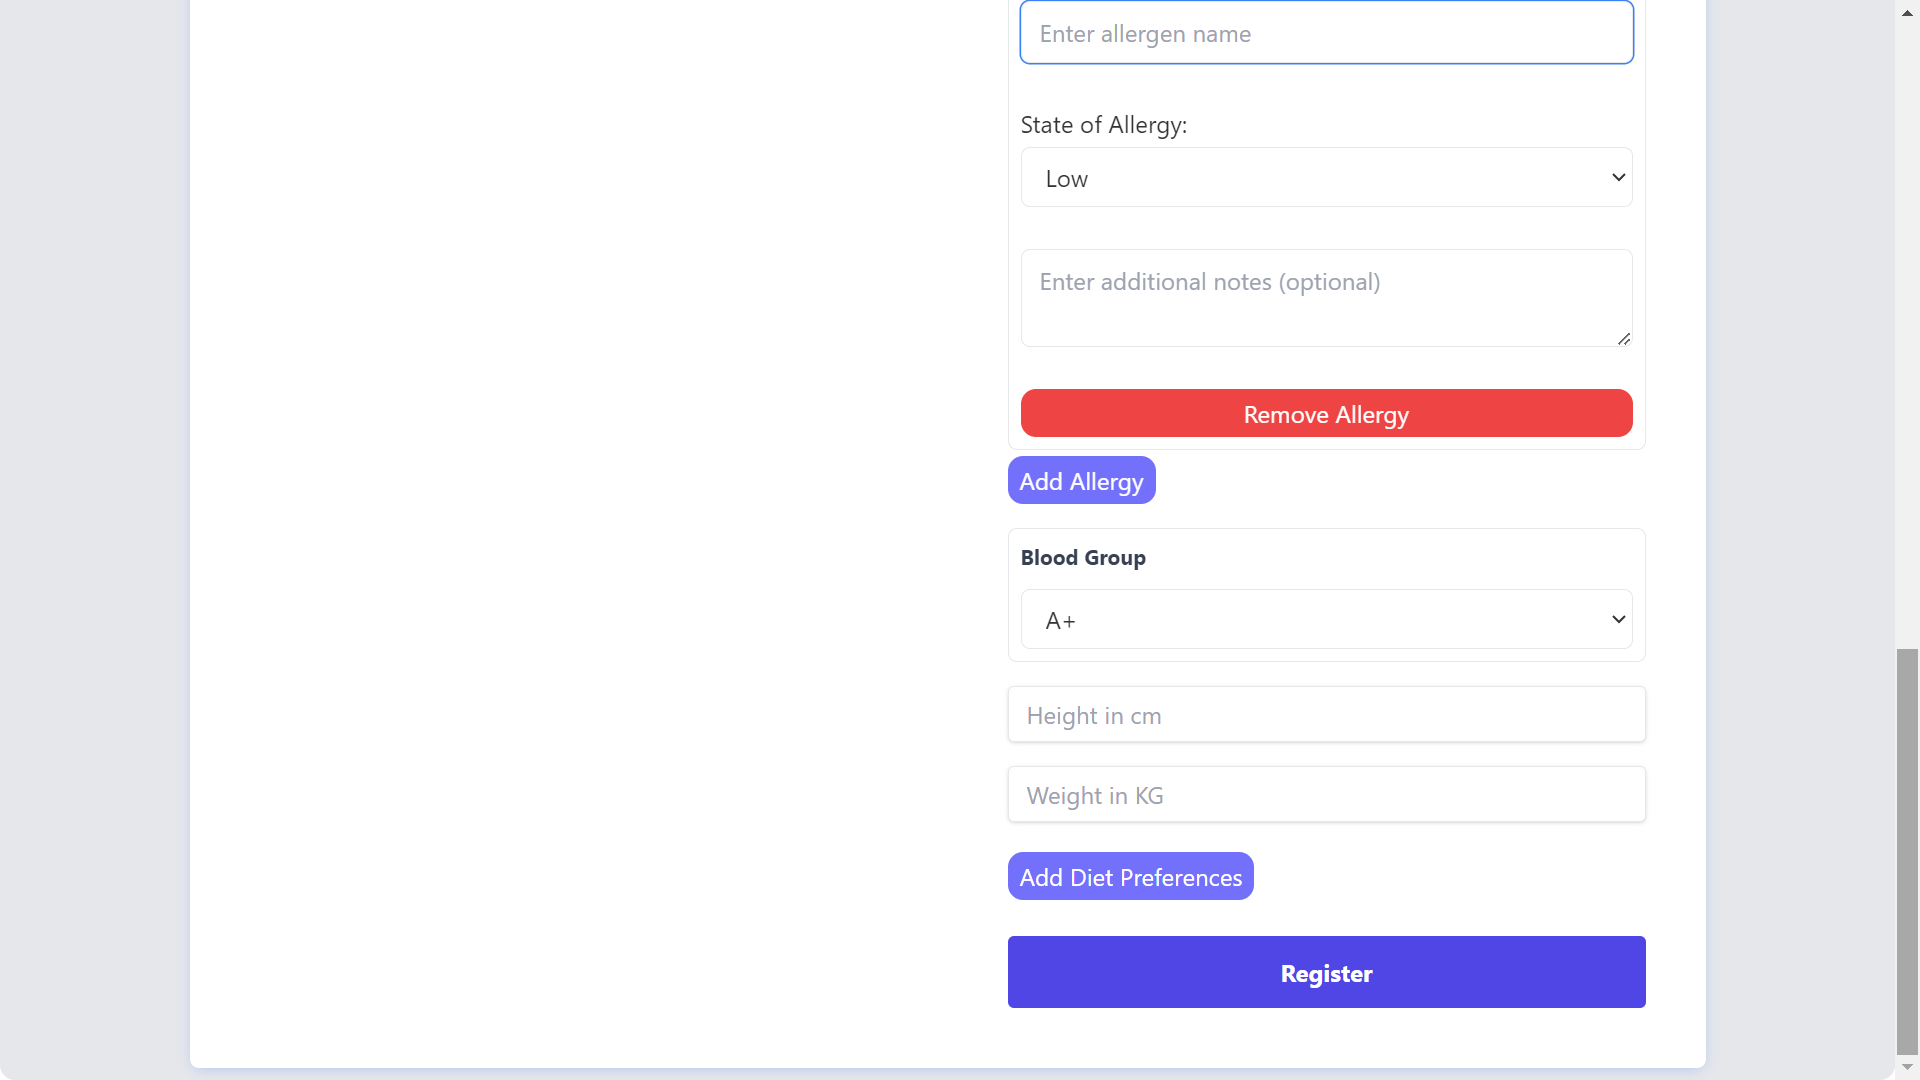 Enter allergen name
State of Allergy:
Low
Enter additional notes (optional)
Remove Allergy
Add Allergy
Blood Group
A+
Height in cm
Weight in KG
Add Diet Preferences
Register